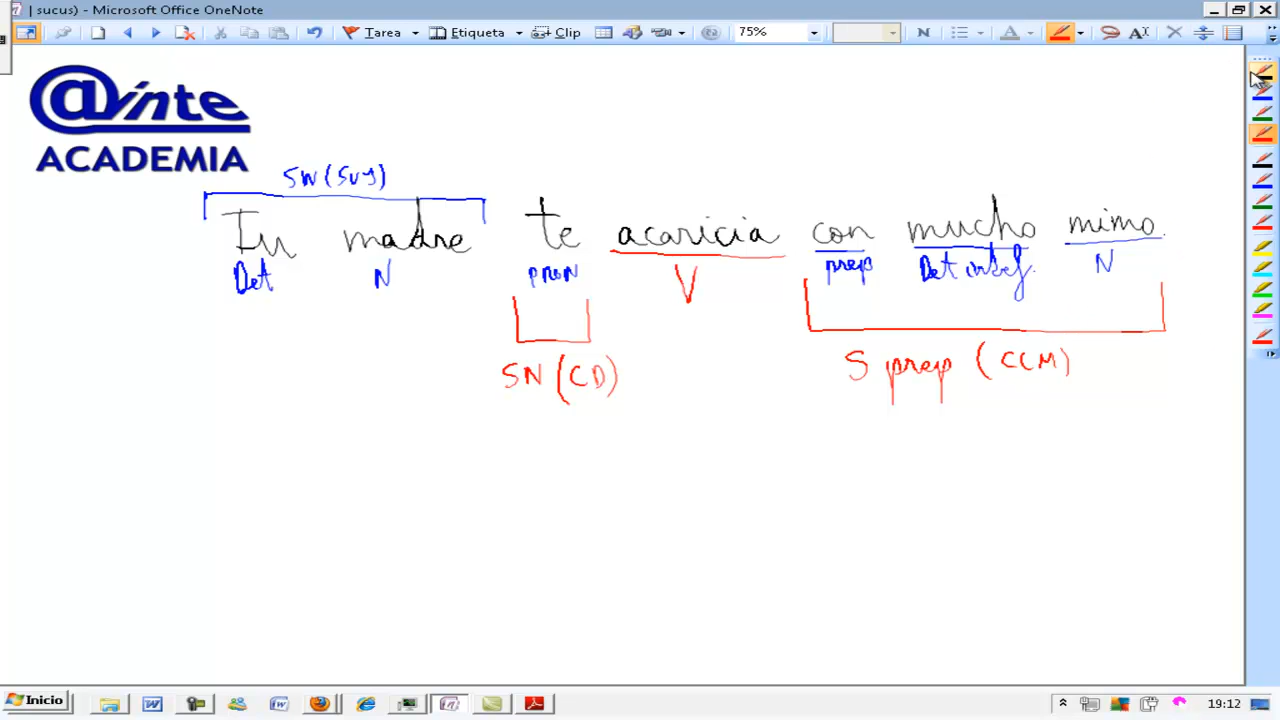 | sucus) - Microsoft Office OneNote
Tarea Etiqueta Clip 75% N A
@inte
ACADEMIA
SN (Suj)
Tu madre te acaricia con mucho mimo.
Det N PRON V prep Det indef. N
SN (CD) S prep (CCM)
Inicio 19:12